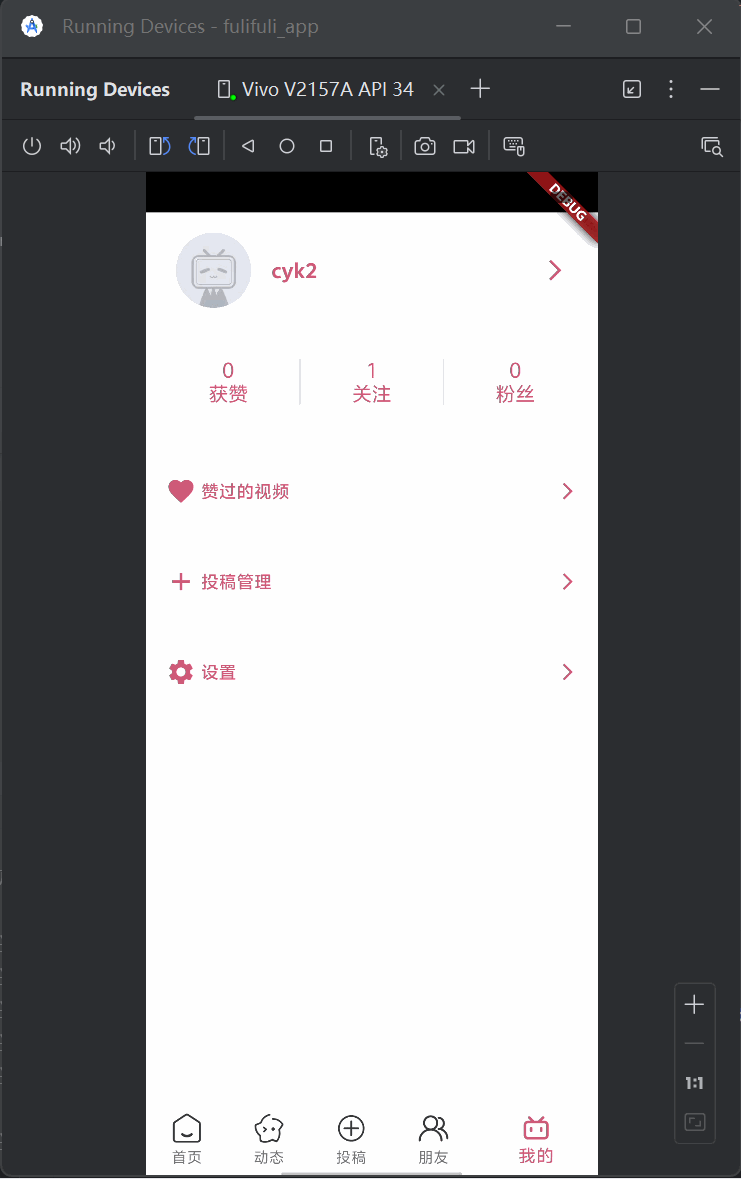 Running Devices - fulifuli_app
Running Devices
Vivo V2157A API 34
DEBUG
cyk2
0
获赞
1
关注
0
粉丝
赞过的视频
投稿管理
设置
1:1
首页
动态
投稿
朋友
我的